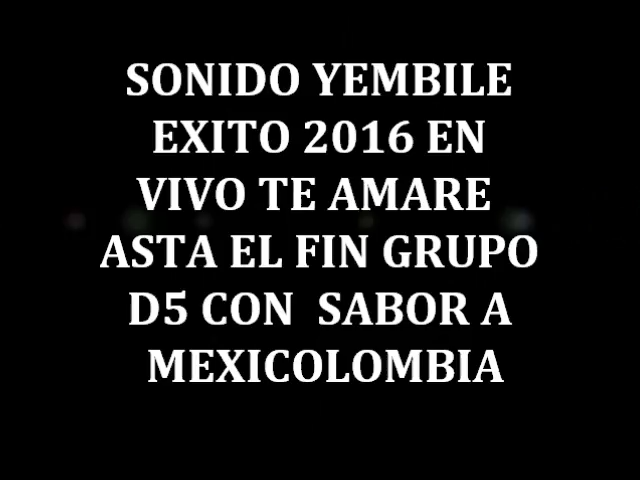 SONIDO YEMBILE
EXITO 2016 EN
VIVO TE AMARE
ASTA EL FIN GRUPO
D5 CON SABOR A
MEXICOLOMBIA